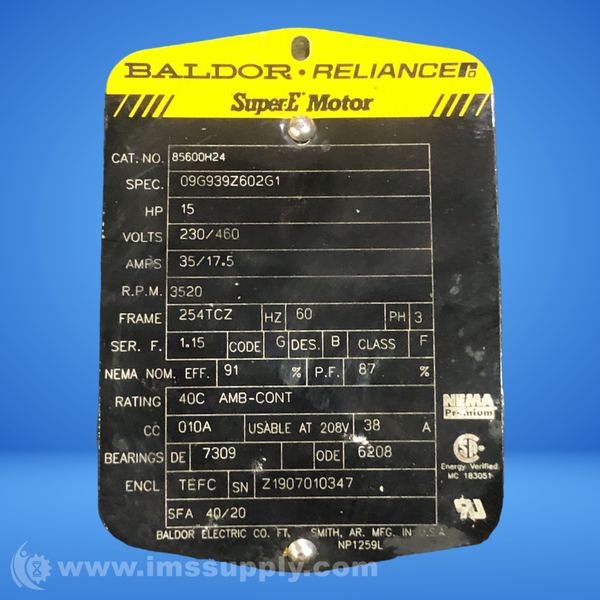 BALDOR · RELIANCE
Super-E Motor
CAT. NO. 85600H24
SPEC. 09G939Z602G1
HP 15
VOLTS 230/460
AMPS 35/17.5
R.P.M. 3520
FRAME 254TCZ HZ 60 PH 3
SER. F. 1.15 CODE G DES. B CLASS F
NEMA NOM. EFF. 91 % P.F. 87 %
RATING 40C AMB-CONT
NEMA
Premium
CC 010A USABLE AT 208V 38 A
BEARINGS DE 7309 ODE 6208
Energy Verified
MC 183051
ENCL TEFC SN Z1907010347
SFA 40/20
BALDOR ELECTRIC CO. FT. SMITH, AR. MFG. IN U.S.A
NP1259L
www.imssupply.com